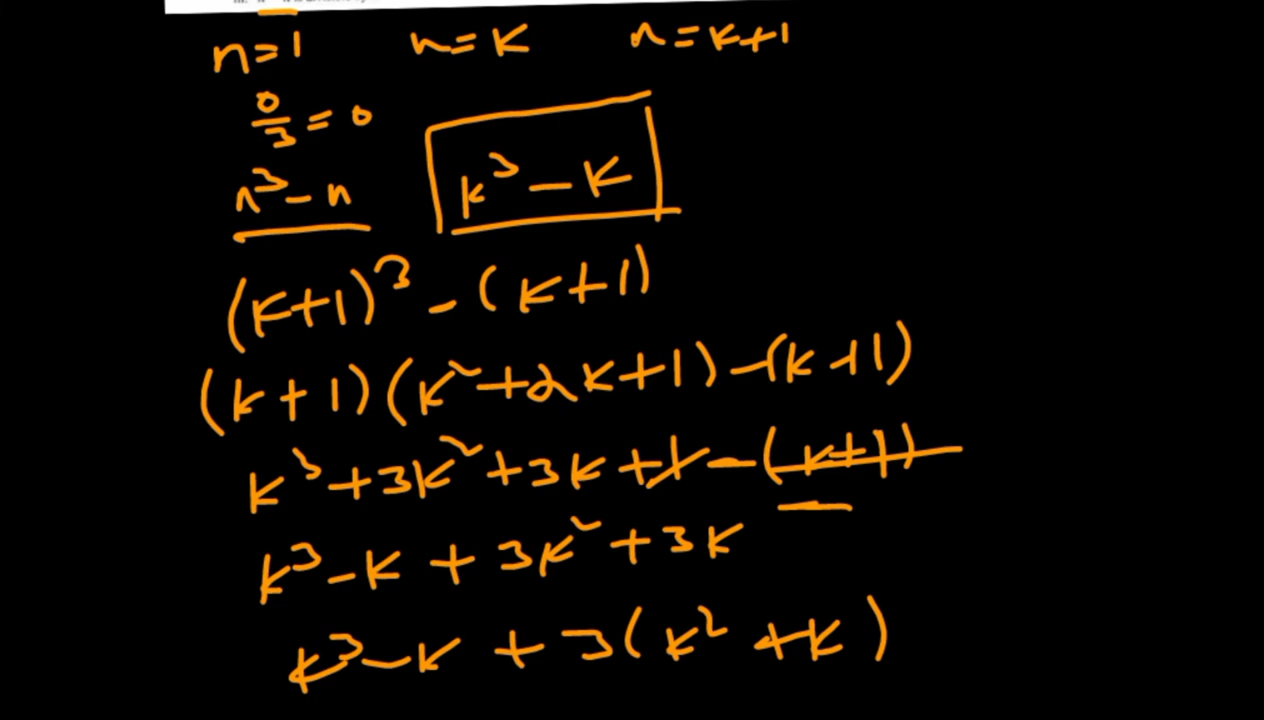 n=1 n=k n=k+1
0/3=0
n³-n k³-k
(k+1)³-(k+1)
(k+1)(k²+2k+1)-(k+1)
k³+3k²+3k+1-(k+1)
k³-k+3k²+3k
k³-k+3(k²+k)